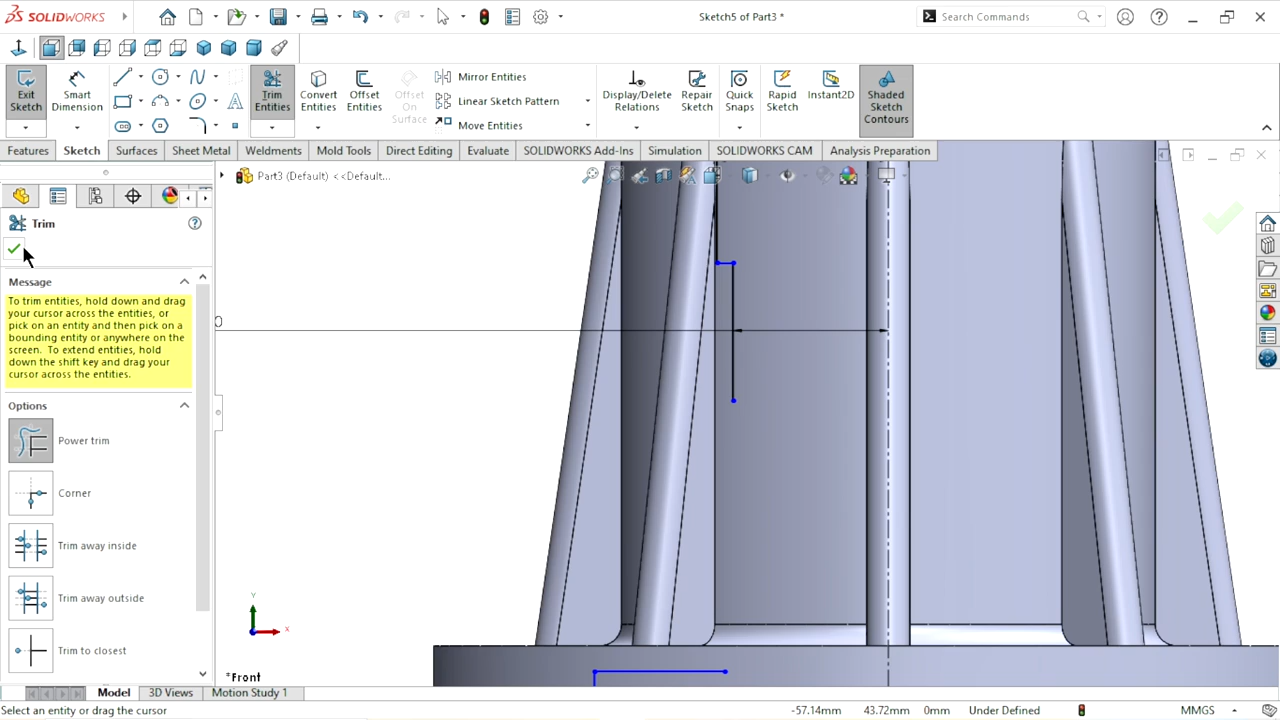 SOLIDWORKS
Sketch5 of Part3 *
Search Commands
Exit Sketch
Smart Dimension
Trim Entities
Convert Entities
Offset Entities
Offset On Surface
Mirror Entities
Linear Sketch Pattern
Move Entities
Display/Delete Relations
Repair Sketch
Quick Snaps
Rapid Sketch
Instant2D
Shaded Sketch Contours
Features
Sketch
Surfaces
Sheet Metal
Weldments
Mold Tools
Direct Editing
Evaluate
SOLIDWORKS Add-Ins
Simulation
SOLIDWORKS CAM
Analysis Preparation
Part3 (Default) <<Default...
Trim
Message
To trim entities, hold down and drag
your cursor across the entities, or
pick on an entity and then pick on a
bounding entity or anywhere on the
screen. To extend entities, hold
down the shift key and drag your
cursor across the entities.
Options
Power trim
Corner
Trim away inside
Trim away outside
Trim to closest
0
Y
X
*Front
Model
3D Views
Motion Study 1
Select an entity or drag the cursor
-57.14mm
43.72mm
0mm
Under Defined
MMGS